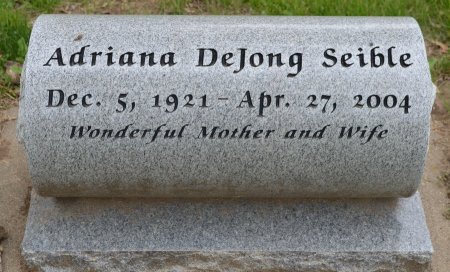 Adriana DeJong Seible
Dec. 5, 1921 - Apr. 27, 2004
Wonderful Mother and Wife